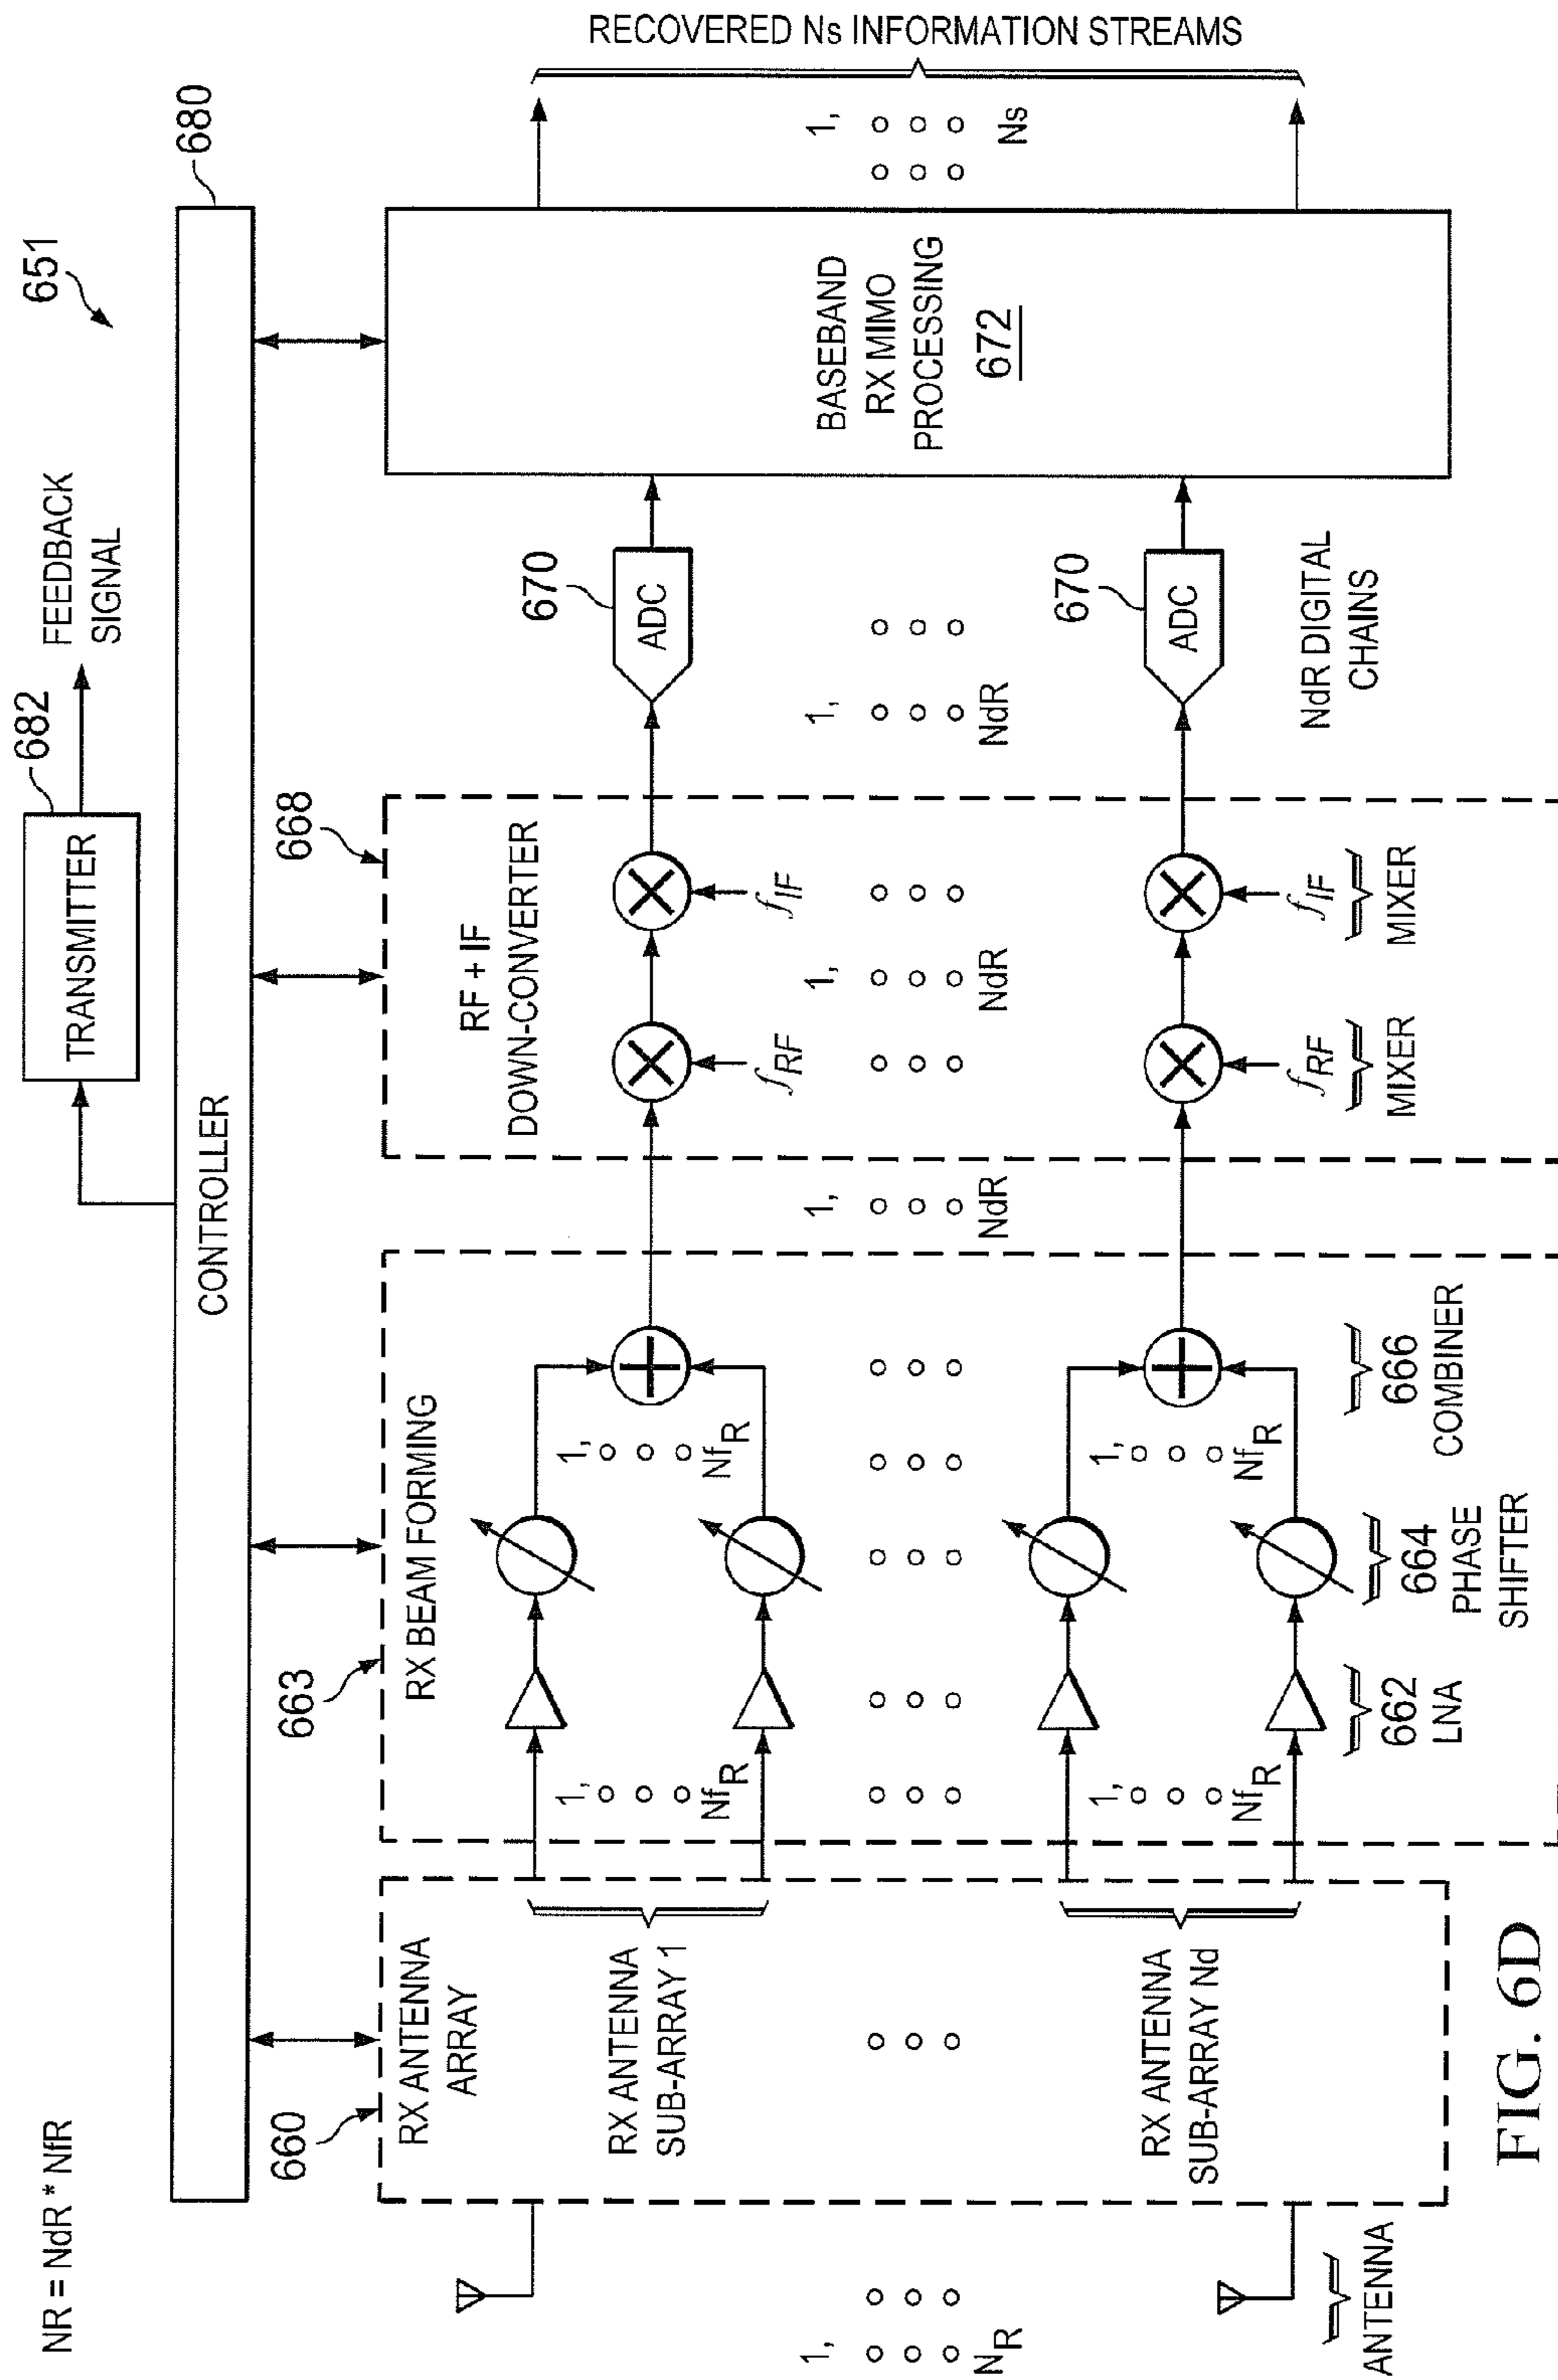 NR = NdR * NfR
651
TRANSMITTER
682
FEEDBACK
SIGNAL
CONTROLLER
680
660
RX ANTENNA
ARRAY
RX ANTENNA
SUB-ARRAY 1
RX ANTENNA
SUB-ARRAY Nd
1,
NR
ANTENNA
663
RX BEAM FORMING
1,
NfR
1,
NfR
1,
NfR
1,
NfR
662
LNA
664
PHASE
SHIFTER
666
COMBINER
1,
NdR
668
RF + IF
DOWN-CONVERTER
fRF
fIF
1,
NdR
fRF
fIF
MIXER
MIXER
670
ADC
1,
NdR
670
ADC
NdR DIGITAL
CHAINS
BASEBAND
RX MIMO
PROCESSING
672
1,
Ns
RECOVERED Ns INFORMATION STREAMS
FIG. 6D